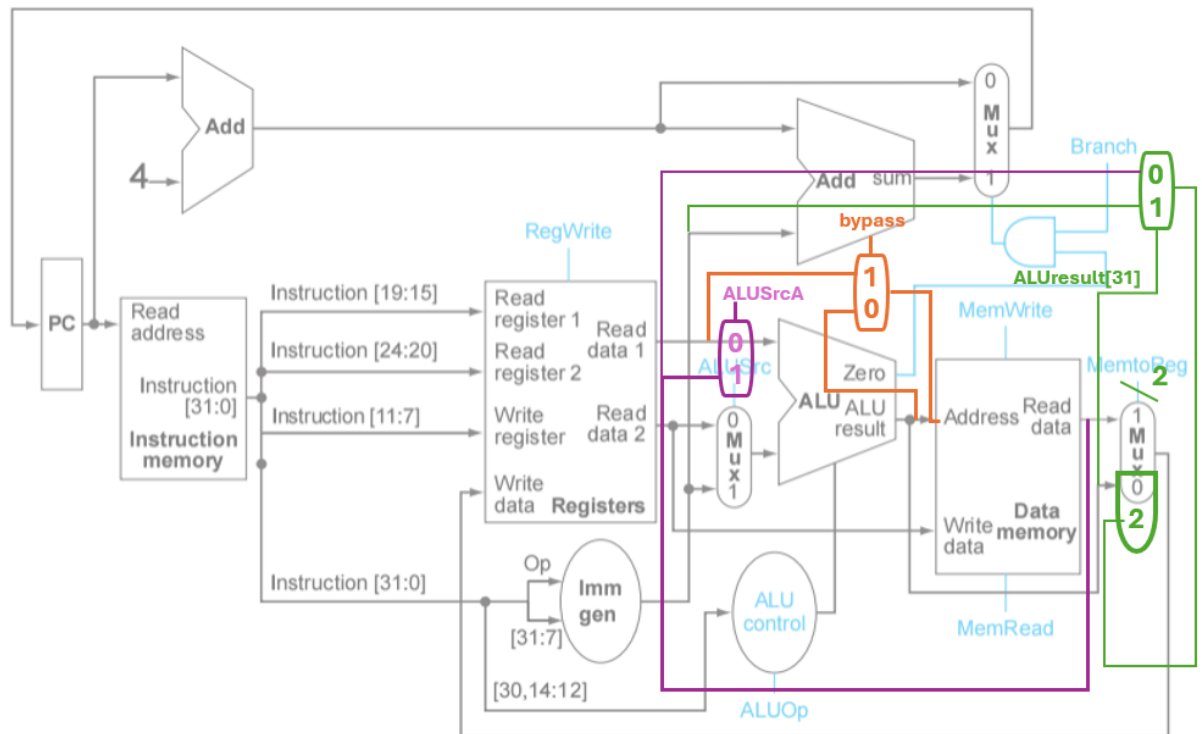 Add
4
0
Mux
1
Add
sum
Branch
0
1
RegWrite
bypass
1
0
ALUresult[31]
PC
Read
address
Instruction
[31:0]
Instruction
memory
Instruction [19:15]
Instruction [24:20]
Instruction [11:7]
Instruction [31:0]
Read
register 1
Read
register 2
Write
register
Write
data
Read
data 1
Read
data 2
Registers
ALUSrcA
0
1
ALUSrc
0
Mux
1
Zero
ALU
ALU
result
MemWrite
Address
Read
data
Write
data
Data
memory
MemRead
MemtoReg
2
1
Mux
0
2
Op
[31:7]
Imm
gen
[30,14:12]
ALU
control
ALUOp